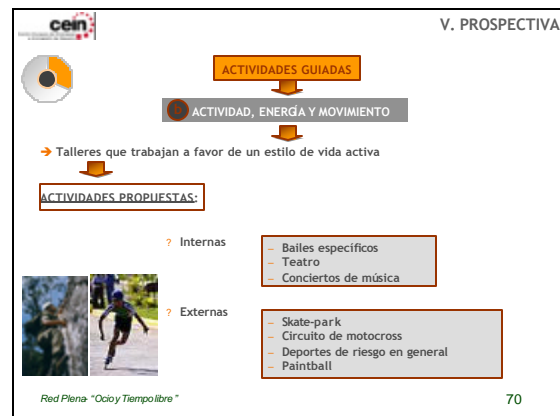 cein
V. PROSPECTIVA
ACTIVIDADES GUIADAS
b ACTIVIDAD, ENERGÍA Y MOVIMIENTO
➔ Talleres que trabajan a favor de un estilo de vida activa
ACTIVIDADES PROPUESTAS:
? Internas
– Bailes específicos
– Teatro
– Conciertos de música
? Externas
– Skate-park
– Circuito de motocross
– Deportes de riesgo en general
– Paintball
Red Plena- “Ocio y Tiempo libre”
70